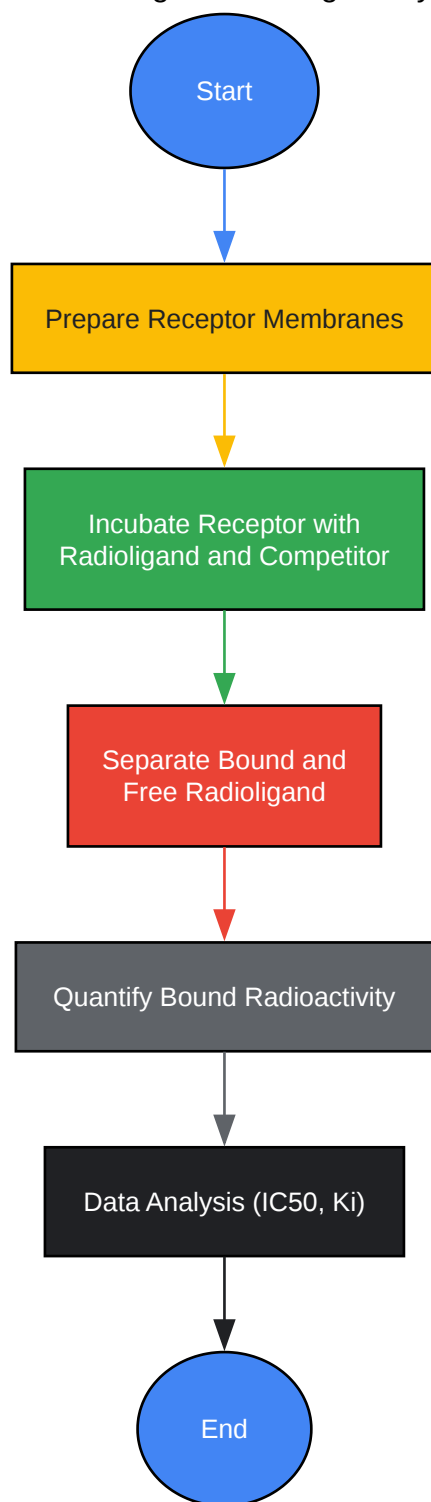 Start
Prepare Receptor Membranes
Incubate Receptor with
Radioligand and Competitor
Separate Bound and
Free Radioligand
Quantify Bound Radioactivity
Data Analysis (IC50, Ki)
End